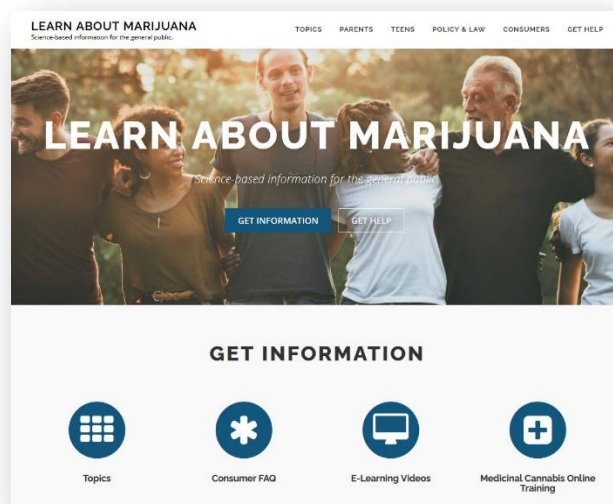 LEARN ABOUT MARIJUANA
Science-based information for the general public.
TOPICS PARENTS TEENS POLICY & LAW CONSUMERS GET HELP
LEARN ABOUT MARIJUANA
Science-based information for the general public
GET INFORMATION GET HELP
GET INFORMATION
Topics
Consumer FAQ
E-Learning Videos
Medicinal Cannabis Online
Training